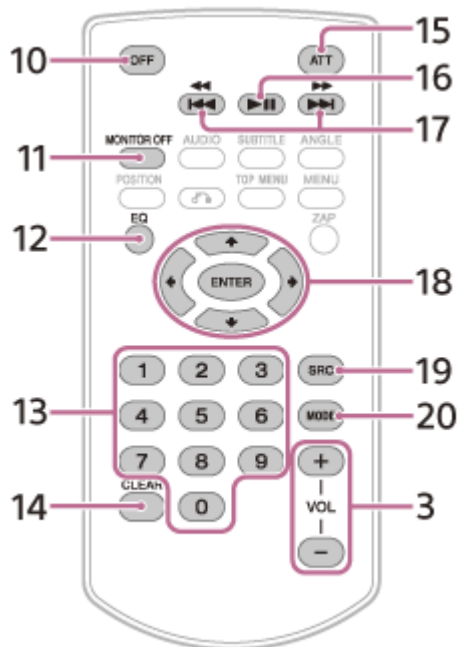 15
10 OFF ATT
16
17
MONITOR OFF AUDIO SUBTITLE ANGLE
11
POSITION TOP MENU MENU
EQ ZAP
12
ENTER 18
1 2 3 SRC 19
13 4 5 6 MODE 20
7 8 9 +
CLEAR
14 0 VOL 3
−